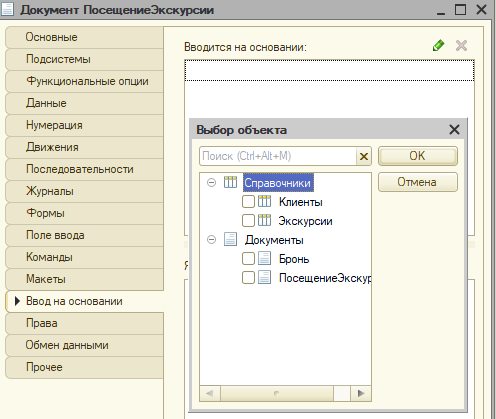 Документ ПосещениеЭкскурсии
Основные
Подсистемы
Функциональные опции
Данные
Нумерация
Движения
Последовательности
Журналы
Формы
Поле ввода
Команды
Макеты
Ввод на основании
Права
Обмен данными
Прочее
Вводится на основании:
Выбор объекта
Поиск (Ctrl+Alt+M)
OK
Отмена
Справочники
Клиенты
Экскурсии
Документы
Бронь
ПосещениеЭкскур